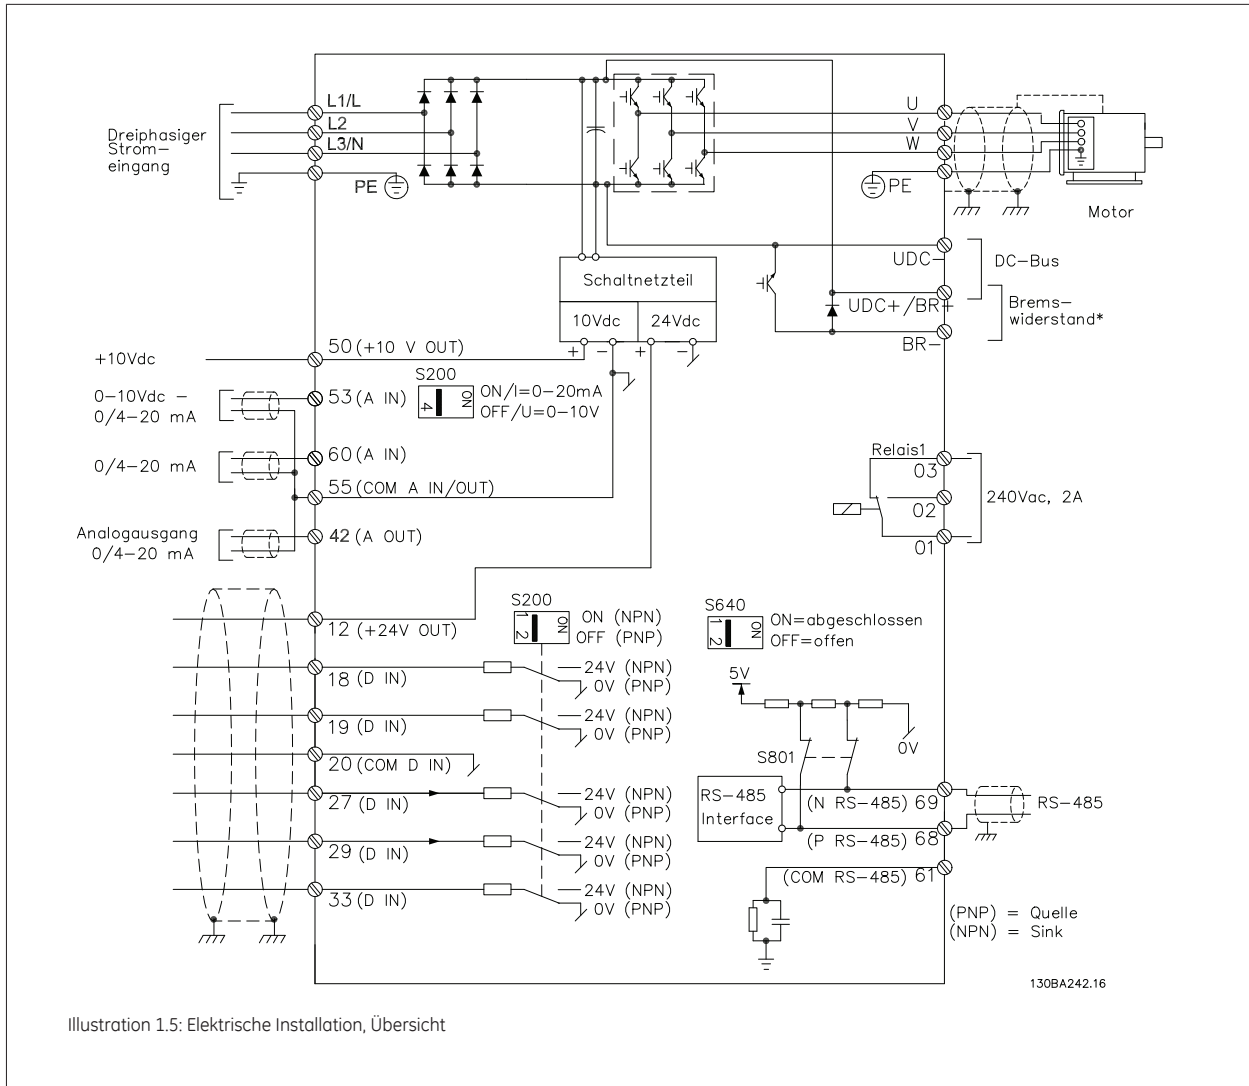 L1/L
L2
L3/N
PE
Dreiphasiger
Strom-
eingang
U
V
W
PE
Motor
UDC-
DC-Bus
UDC+/BR+
Brems-
widerstand*
BR-
Schaltnetzteil
10Vdc
24Vdc
+ - + -
+10Vdc
50 (+10 V OUT)
S200
ON
4
ON/I=0-20mA
OFF/U=0-10V
0-10Vdc -
0/4-20 mA
53 (A IN)
0/4-20 mA
60 (A IN)
55 (COM A IN/OUT)
Analogausgang
0/4-20 mA
42 (A OUT)
Relais1
03
02
01
240Vac, 2A
12 (+24V OUT)
S200
ON
1 2
ON (NPN)
OFF (PNP)
18 (D IN)
24V (NPN)
0V (PNP)
19 (D IN)
24V (NPN)
0V (PNP)
20 (COM D IN)
27 (D IN)
24V (NPN)
0V (PNP)
29 (D IN)
24V (NPN)
0V (PNP)
33 (D IN)
24V (NPN)
0V (PNP)
S640
ON
1 2
ON=abgeschlossen
OFF=offen
5V
0V
S801
RS-485
Interface
(N RS-485) 69
RS-485
(P RS-485) 68
(COM RS-485) 61
(PNP) = Quelle
(NPN) = Sink
130BA242.16
Illustration 1.5: Elektrische Installation, Übersicht